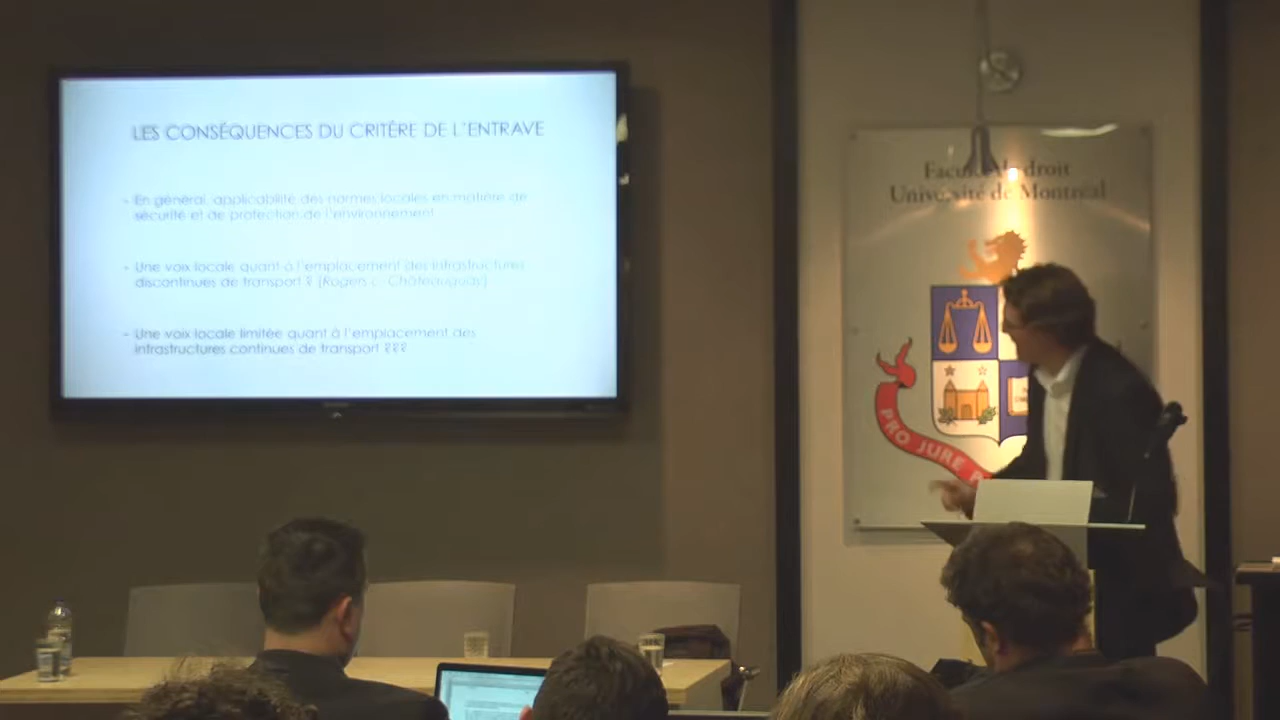 LES CONSÉQUENCES DU CRITÈRE DE L'ENTRAVE
- En général, applicabilité des normes locales en matière de
sécurité et de protection de l'environnement
- Une voix locale quant à l'emplacement des infrastructures
discontinues de transport ? (Rogers c. Châteauguay)
- Une voix locale limitée quant à l'emplacement des
infrastructures continues de transport ???
Faculté de droit
Université de Montréal
PRO JURE